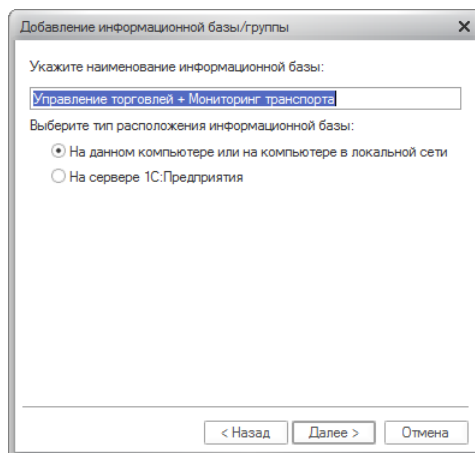 Добавление информационной базы/группы
Укажите наименование информационной базы:
Управление торговлей + Мониторинг транспорта
Выберите тип расположения информационной базы:
На данном компьютере или на компьютере в локальной сети
На сервере 1С:Предприятия
< Назад Далее > Отмена